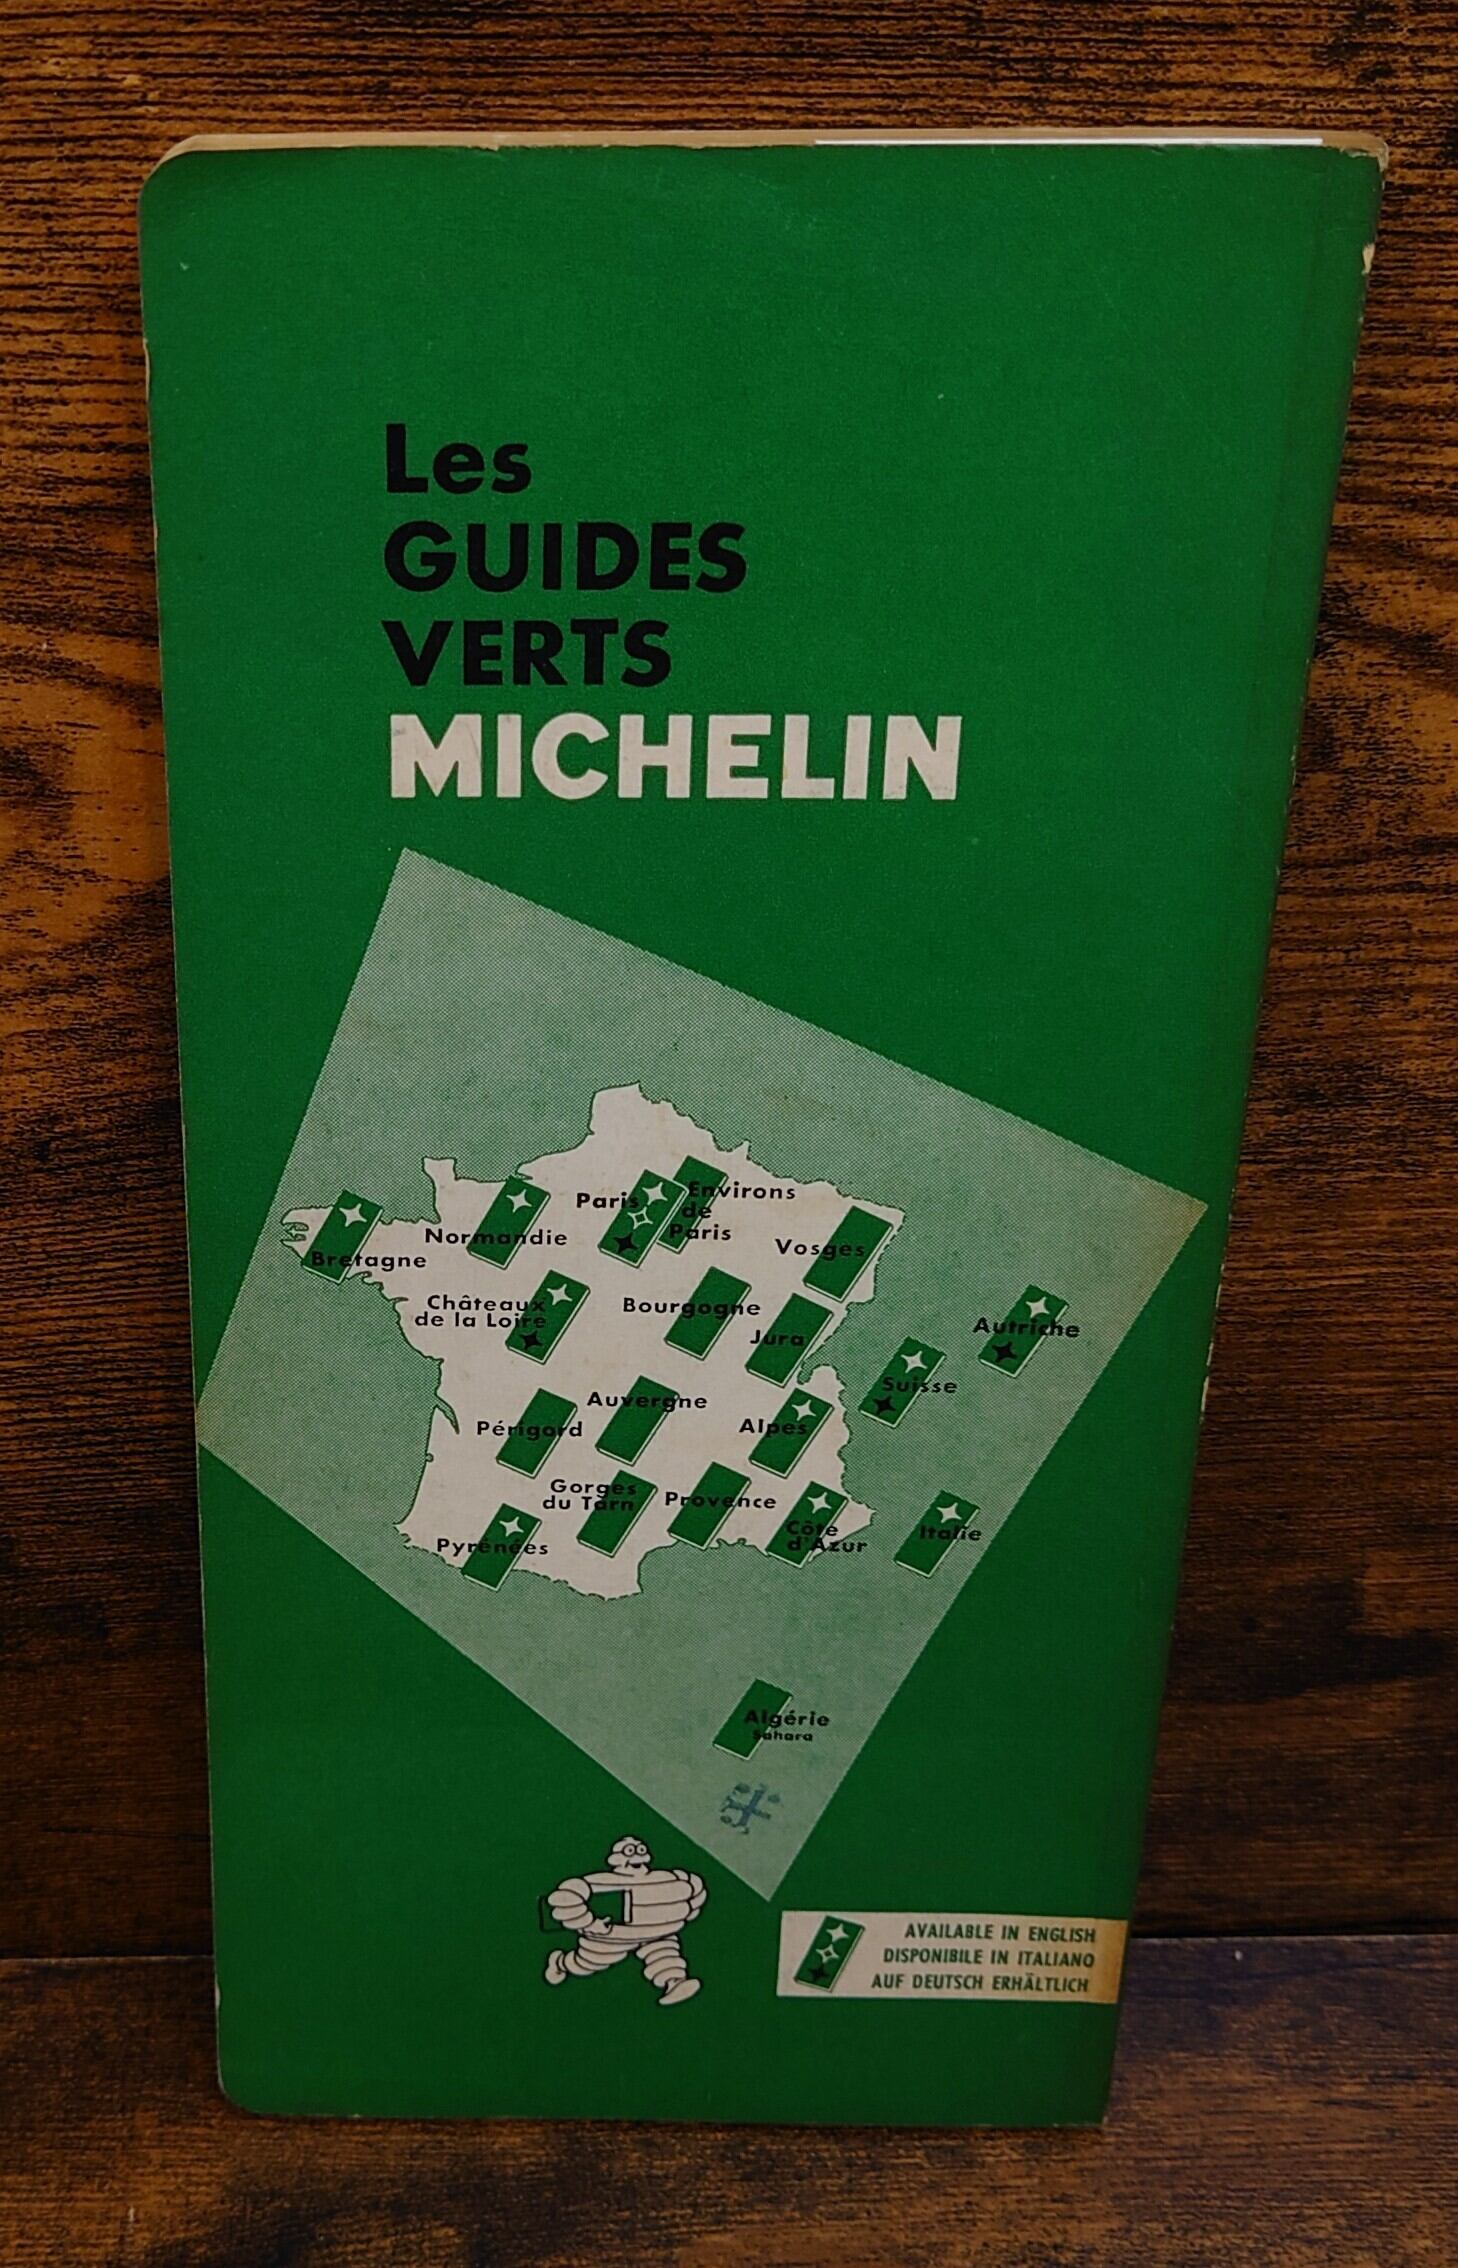 Les
GUIDES
VERTS
MICHELIN
Paris
Environs
de
Paris
Normandie
Bretagne
Vosges
Châteaux
de la Loire
Bourgogne
Jura
Autriche
Suisse
Auvergne
Périgord
Alpes
Gorges
du Tarn
Provence
Côte
d'Azur
Italie
Pyrénées
Algérie
Sahara
AVAILABLE IN ENGLISH
DISPONIBILE IN ITALIANO
AUF DEUTSCH ERHÄLTLICH